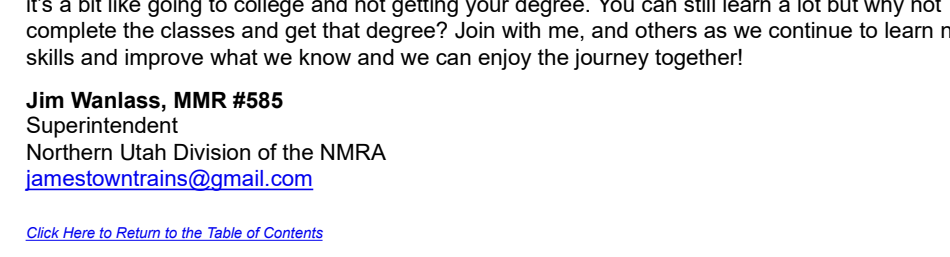 it's a bit like going to college and not getting your degree. You can still learn a lot but why not
complete the classes and get that degree? Join with me, and others as we continue to learn
skills and improve what we know and we can enjoy the journey together!
Jim Wanlass, MMR #585
Superintendent
Northern Utah Division of the NMRA
jamestowntrains@gmail.com
Click Here to Return to the Table of Contents